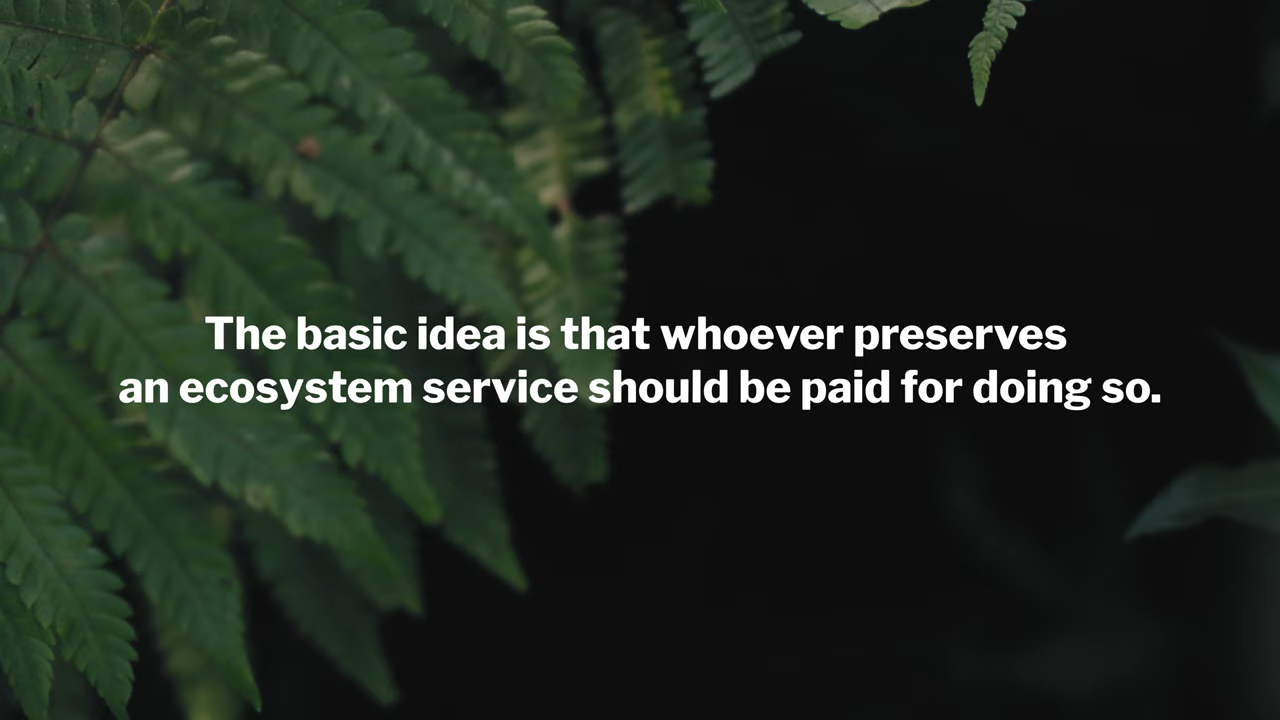 The basic idea is that whoever preserves
an ecosystem service should be paid for doing so.